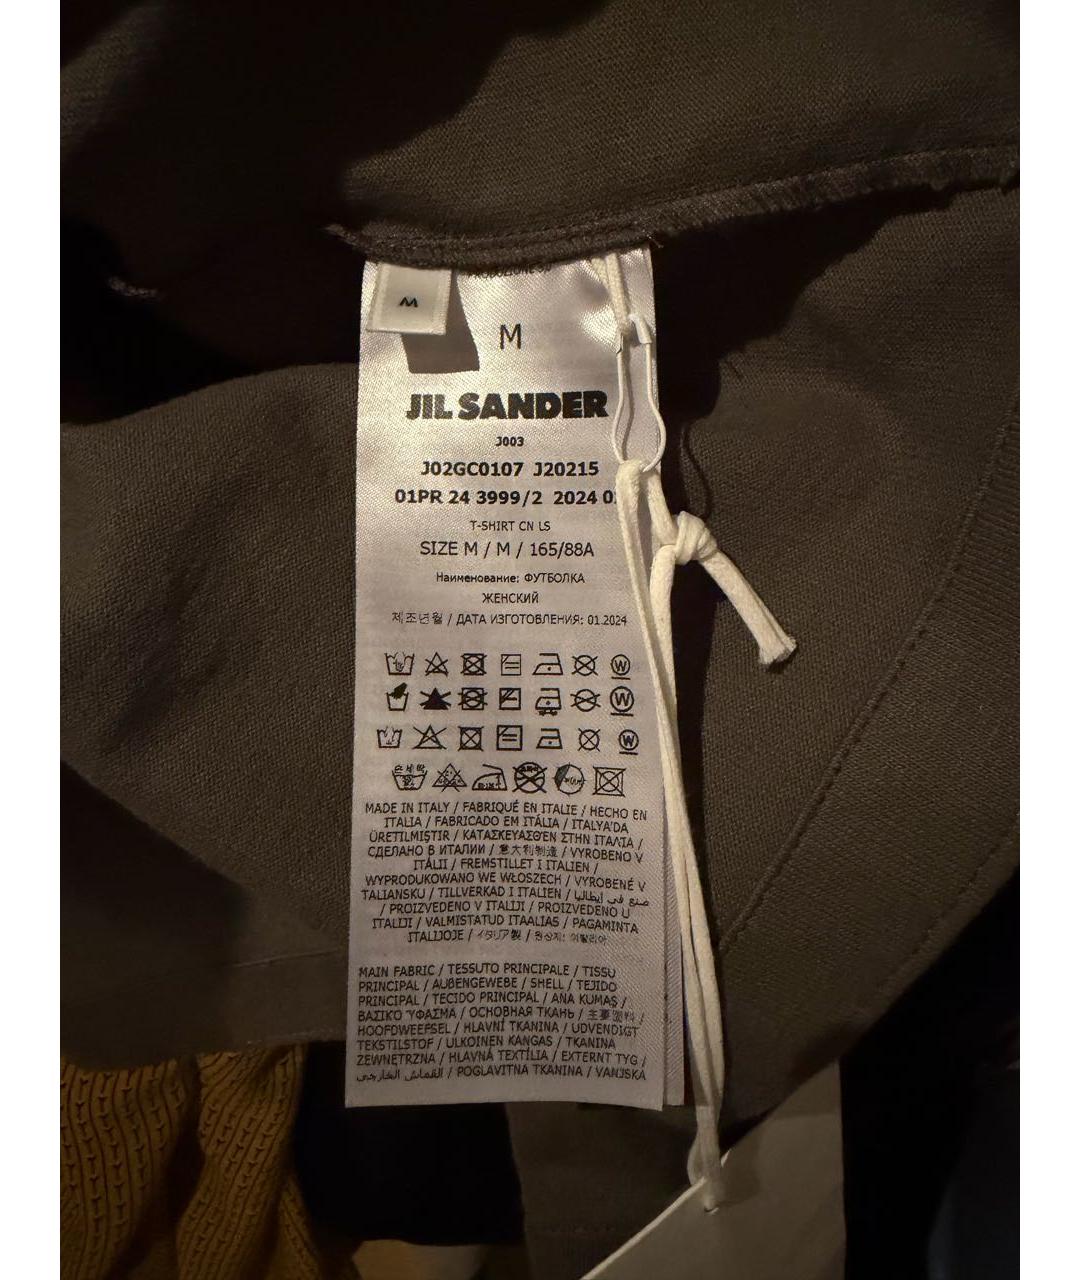 M
M
JIL SANDER
J003
J02GC0107 J20215
01PR 24 3999/2 2024
T-SHIRT CN LS
SIZE M / M / 165/88A
Наименование: ФУТБОЛКА
ЖЕНСКИЙ
제조년월 / ДАТА ИЗГОТОВЛЕНИЯ: 01.2024
W
W
W
MADE IN ITALY / FABRIQUÉ EN ITALIE / HECHO EN
ITALIA / FABRICADO EM ITÁLIA / ITALYA'DA
ÜRETILMIŞTIR / ΚΑΤΑΣΚΕΥΑΣΘΕΝ ΣΤΗΝ ΙΤΑΛΙΑ /
СДЕЛАНО В ИТАЛИИ / 意大利制造 / VYROBENO V
ITÁLII / FREMSTILLET I ITALIEN /
WYPRODUKOWANO WE WŁOSZECH / VYROBENÉ V
TALIANSKU / TILLVERKAD I ITALIEN / صنع في إيطاليا
/ PROIZVEDENO V ITALIJI / PROIZVEDENO U
ITALIJI / VALMISTATUD ITAALIAS / PAGAMINTA
ITALIJOJE / イタリア製 / 원산지: 이탈리아
MAIN FABRIC / TESSUTO PRINCIPALE / TISSU
PRINCIPAL / AUßENGEWEBE / SHELL / TEJIDO
PRINCIPAL / TECIDO PRINCIPAL / ANA KUMAŞ /
ΒΑΣΙΚΟ ΎΦΑΣΜΑ / ОСНОВНАЯ ТКАНЬ / 主要面料 /
HOOFDWEEFSEL / HLAVNÍ TKANINA / UDVENDIGT
TEKSTILSTOF / ULKOINEN KANGAS / TKANINA
ZEWNĘTRZNA / HLAVNÁ TEXTÍLIA / EXTERNT TYG /
القماش الخارجي / POGLAVITNA TKANINA / VANJSKA